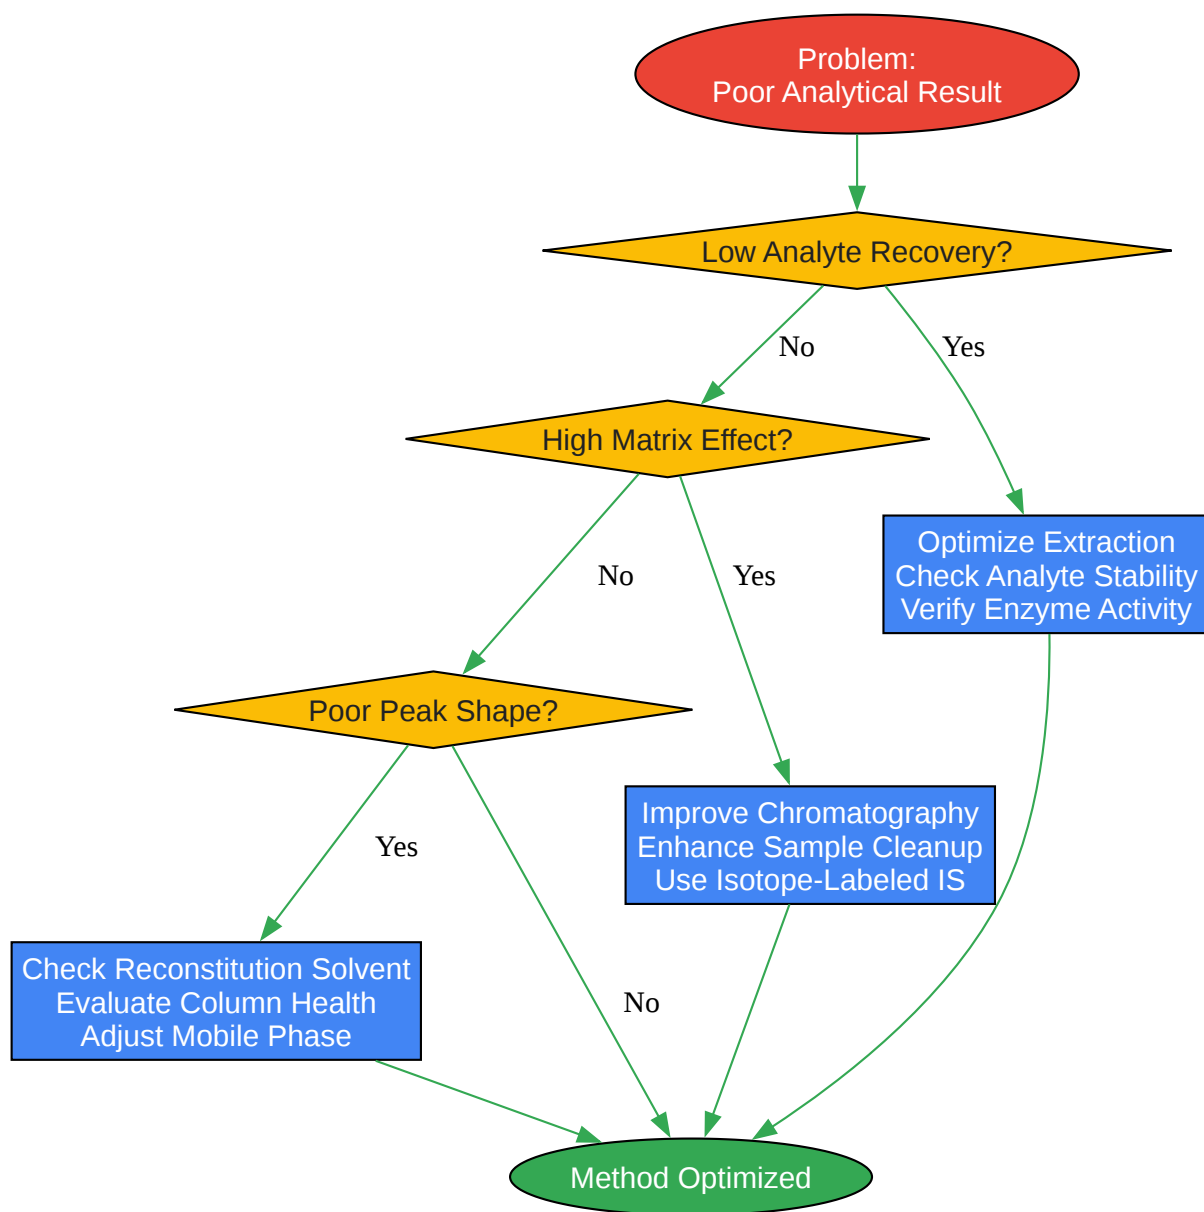 Problem:
Poor Analytical Result
Low Analyte Recovery?
No
Yes
High Matrix Effect?
Optimize Extraction
Check Analyte Stability
Verify Enzyme Activity
No
Yes
Poor Peak Shape?
Improve Chromatography
Enhance Sample Cleanup
Use Isotope-Labeled IS
Yes
Check Reconstitution Solvent
Evaluate Column Health
Adjust Mobile Phase
No
Method Optimized